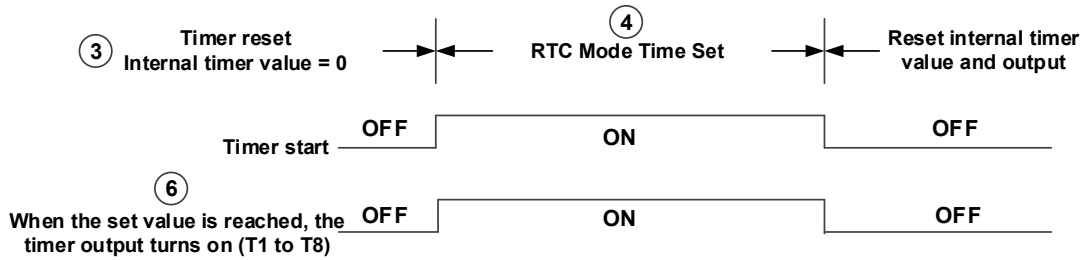 ③ Timer reset
Internal timer value = 0
④
RTC Mode Time Set
Reset internal timer
value and output
Timer start
OFF
ON
OFF
⑥
When the set value is reached, the
timer output turns on (T1 to T8)
OFF
ON
OFF